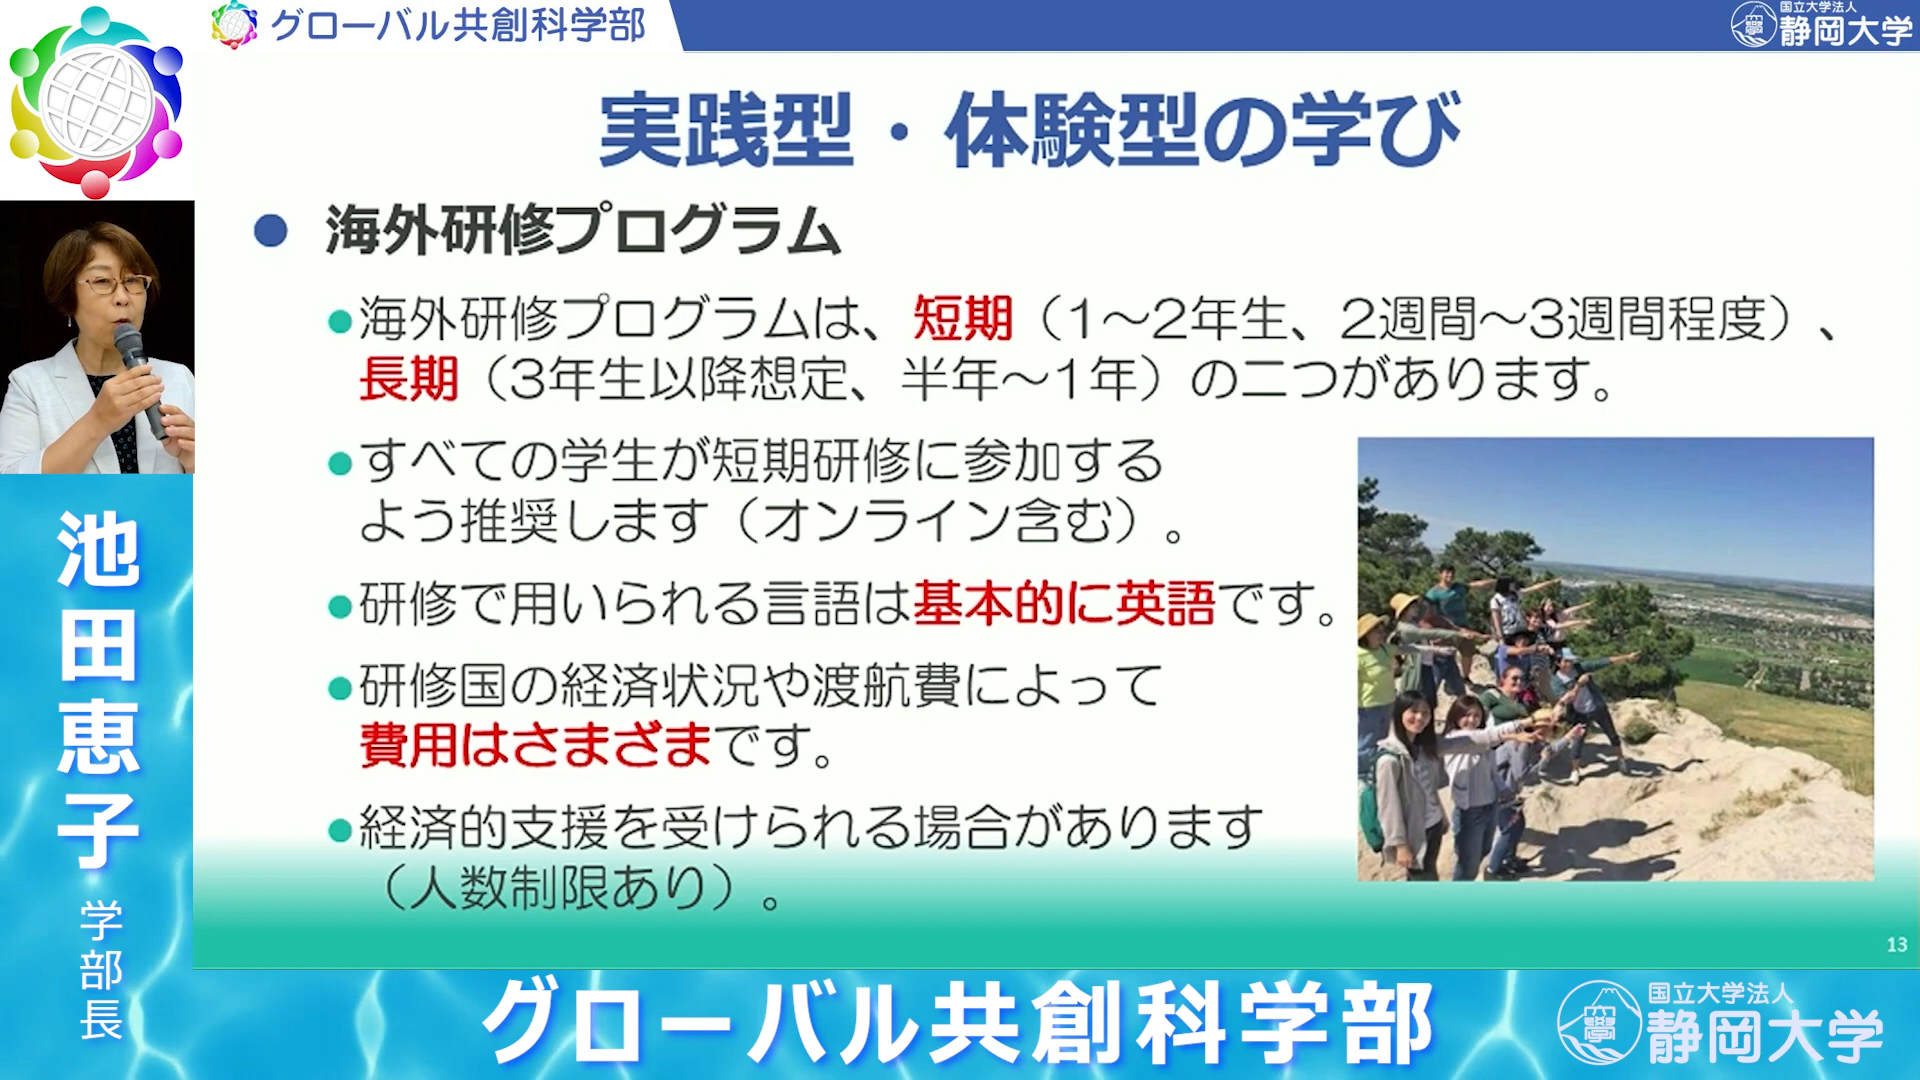 グローバル共創科学部
国立大学法人
静岡大学
実践型・体験型の学び
海外研修プログラム
海外研修プログラムは、短期（1～2年生、2週間～3週間程度）、
長期（3年生以降想定、半年～1年）の二つがあります。
すべての学生が短期研修に参加する
よう推奨します（オンライン含む）。
研修で用いられる言語は基本的に英語です。
研修国の経済状況や渡航費によって
費用はさまざまです。
経済的支援を受けられる場合があります
（人数制限あり）。
13
池田恵子 学部長
グローバル共創科学部
国立大学法人
静岡大学